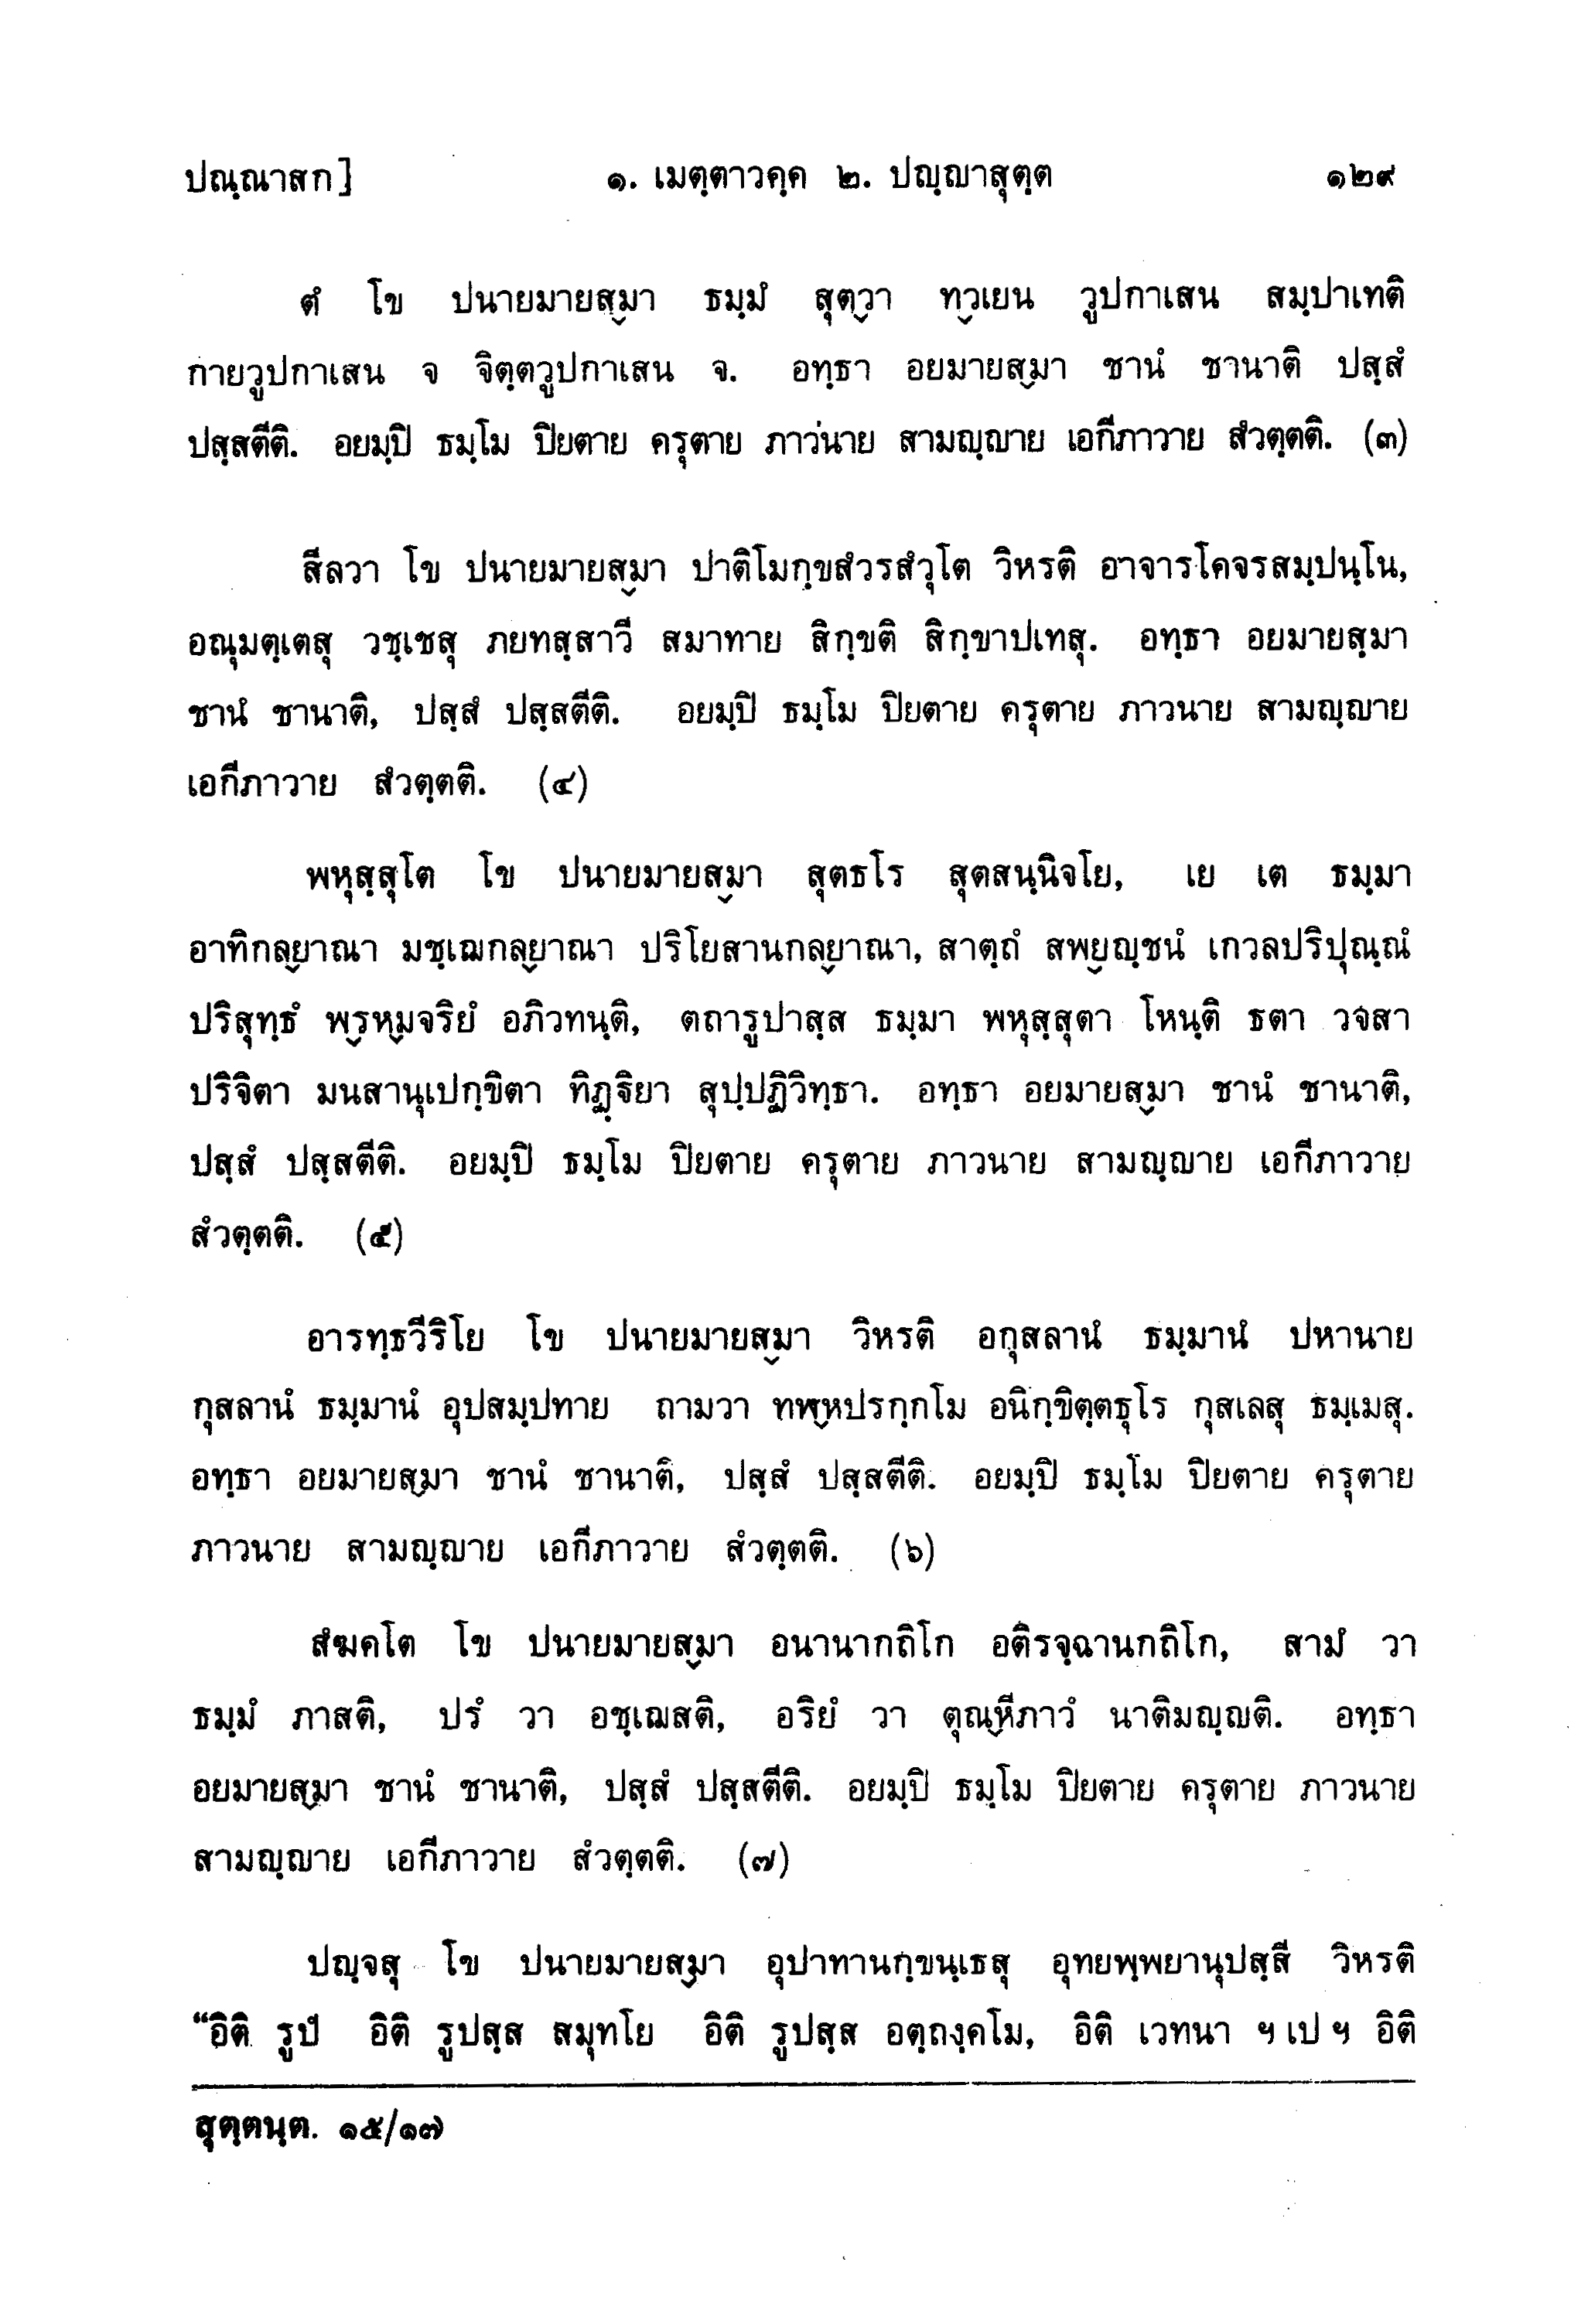 ปณฺณาสก]	๑. เมตฺตาวคฺค ๒. ปญฺญาสุตฺต	๑๒๙
ตํ โข ปนายมายสฺมา ธมฺมํ สุตฺวา ทฺวเยน วูปกาเสน สมฺปาเทติ
กายวูปกาเสน จ จิตฺตวูปกาเสน จ. อทฺธา อยมายสฺมา ชานํ ชานาติ ปสฺสํ
ปสฺสตีติ. อยมฺปิ ธมฺโม ปิยตาย ครุตาย ภาวนาย สามญฺญาย เอกีภาวาย สํวตฺตติ. (๓)
สีลวา โข ปนายมายสฺมา ปาติโมกฺขสํวรสํวุโต วิหรติ อาจารโคจรสมฺปนฺโน,
อณุมตฺเตสุ วชฺเชสุ ภยทสฺสาวี สมาทาย สิกฺขติ สิกฺขาปเทสุ. อทฺธา อยมายสฺมา
ชานํ ชานาติ, ปสฺสํ ปสฺสตีติ. อยมฺปิ ธมฺโม ปิยตาย ครุตาย ภาวนาย สามญฺญาย
เอกีภาวาย สํวตฺตติ. (๔)
พหุสฺสุโต โข ปนายมายสฺมา สุตธโร สุตสนฺนิจโย, เย เต ธมฺมา
อาทิกลฺยาณา มชฺเฌกลฺยาณา ปริโยสานกลฺยาณา, สาตฺถํ สพฺยญฺชนํ เกวลปริปุณฺณํ
ปริสุทฺธํ พฺรหฺมจริยํ อภิวทนฺติ, ตถารูปาสฺส ธมฺมา พหุสฺสุตา โหนฺติ ธตา วจสา
ปริจิตา มนสานุเปกฺขิตา ทิฏฺฐิยา สุปฺปฏิวิทฺธา. อทฺธา อยมายสฺมา ชานํ ชานาติ,
ปสฺสํ ปสฺสตีติ. อยมฺปิ ธมฺโม ปิยตาย ครุตาย ภาวนาย สามญฺญาย เอกีภาวาย
สํวตฺตติ. (๕)
อารทฺธวีริโย โข ปนายมายสฺมา วิหรติ อกุสลานํ ธมฺมานํ ปหานาย
กุสลานํ ธมฺมานํ อุปสมฺปทาย ถามวา ทฬฺหปรกฺกโม อนิกฺขิตฺตธุโร กุสเลสุ ธมฺเมสุ.
อทฺธา อยมายสฺมา ชานํ ชานาติ, ปสฺสํ ปสฺสตีติ. อยมฺปิ ธมฺโม ปิยตาย ครุตาย
ภาวนาย สามญฺญาย เอกีภาวาย สํวตฺตติ. (๖)
สํฆคโต โข ปนายมายสฺมา อนานากถิโก อติรจฺฉานกถิโก, สามํ วา
ธมฺมํ ภาสติ, ปรํ วา อชฺเฌสติ, อริยํ วา ตุณฺหีภาวํ นาติมญฺญติ. อทฺธา
อยมายสฺมา ชานํ ชานาติ, ปสฺสํ ปสฺสตีติ. อยมฺปิ ธมฺโม ปิยตาย ครุตาย ภาวนาย
สามญฺญาย เอกีภาวาย สํวตฺตติ. (๗)
ปญฺจสุ โข ปนายมายสฺมา อุปาทานกฺขนฺเธสุ อุทยพฺพยานุปสฺสี วิหรติ
“อิติ รูปํ อิติ รูปสฺส สมุทโย อิติ รูปสฺส อตฺถงฺคโม, อิติ เวทนา ฯ เป ฯ อิติ
สุตฺตนฺต. ๑๕/๑๗